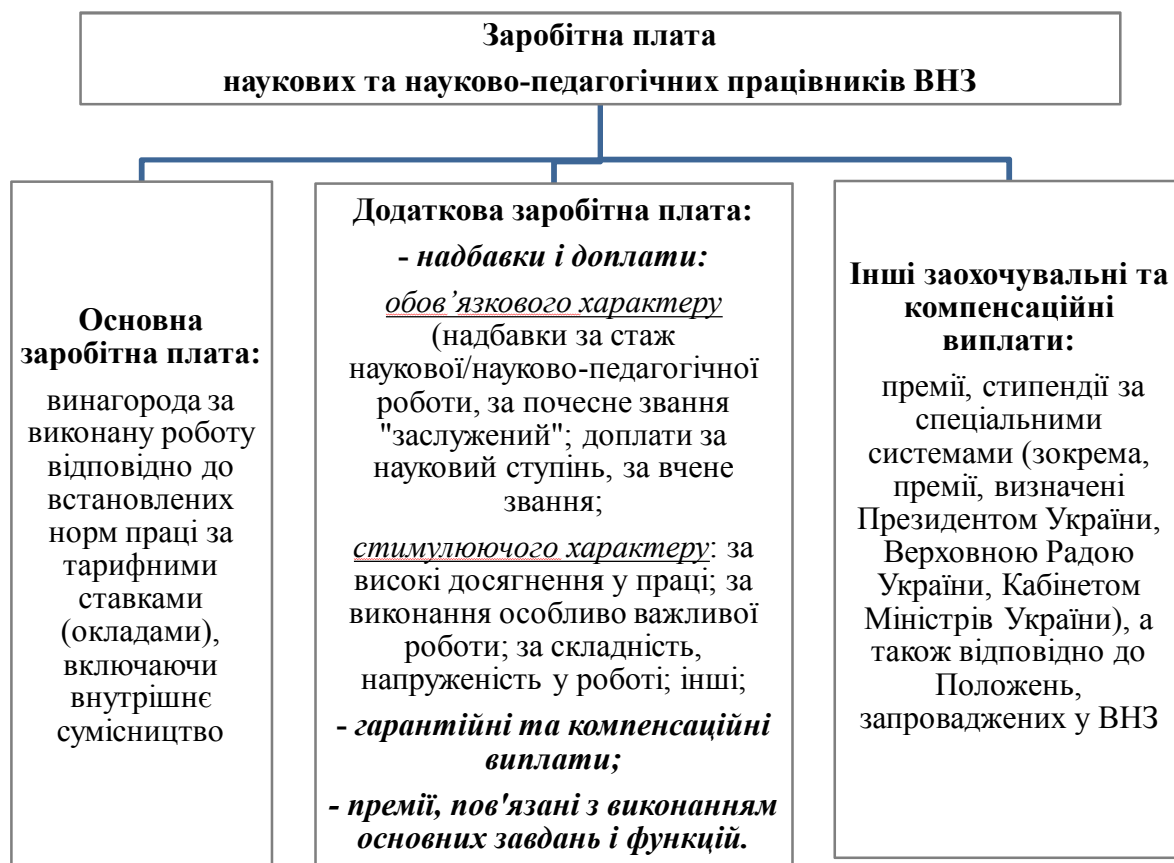 Заробітна плата
наукових та науково-педагогічних працівників ВНЗ
Основна
заробітна плата:
винагорода за
виконану роботу
відповідно до
встановлених
норм праці за
тарифними
ставками
(окладами),
включаючи
внутрішнє
сумісництво
Додаткова заробітна плата:
- надбавки і доплати:
обов’язкового характеру
(надбавки за стаж
наукової/науково-педагогічної
роботи, за почесне звання
"заслужений"; доплати за
науковий ступінь, за вчене
звання;
стимулюючого характеру: за
високі досягнення у праці; за
виконання особливо важливої
роботи; за складність,
напруженість у роботі; інші;
- гарантійні та компенсаційні
виплати;
- премії, пов'язані з виконанням
основних завдань і функцій.
Інші заохочувальні та
компенсаційні
виплати:
премії, стипендії за
спеціальними
системами (зокрема,
премії, визначені
Президентом України,
Верховною Радою
України, Кабінетом
Міністрів України), а
також відповідно до
Положень,
запроваджених у ВНЗ